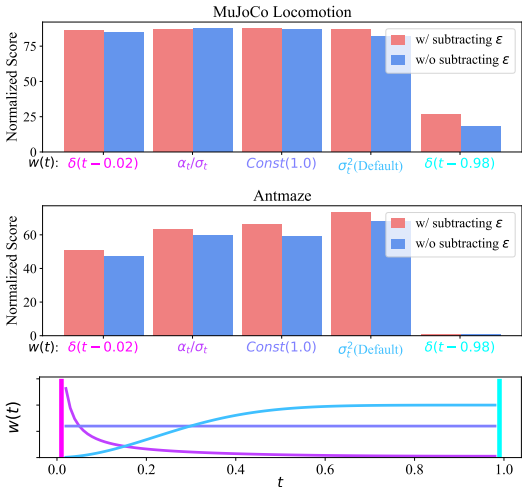 MuJoCo Locomotion
Normalized Score
75
50
25
0
w/ subtracting ε
w/o subtracting ε
w(t): δ(t − 0.02) α_t/σ_t Const(1.0) σ_t^2(Default) δ(t − 0.98)
Antmaze
Normalized Score
60
40
20
0
w/ subtracting ε
w/o subtracting ε
w(t): δ(t − 0.02) α_t/σ_t Const(1.0) σ_t^2(Default) δ(t − 0.98)
w(t)
0.0 0.2 0.4 0.6 0.8 1.0
t